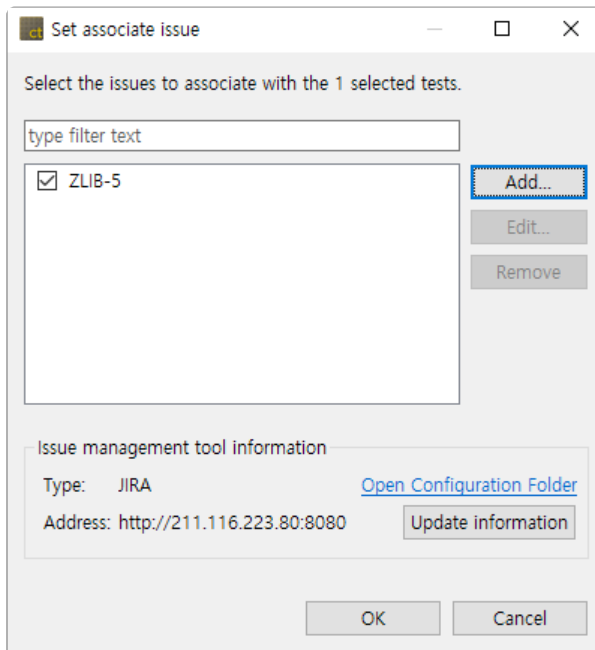 ct Set associate issue
Select the issues to associate with the 1 selected tests.
type filter text
ZLIB-5
Add...
Edit...
Remove
Issue management tool information
Type: JIRA
Open Configuration Folder
Address: http://211.116.223.80:8080
Update information
OK
Cancel